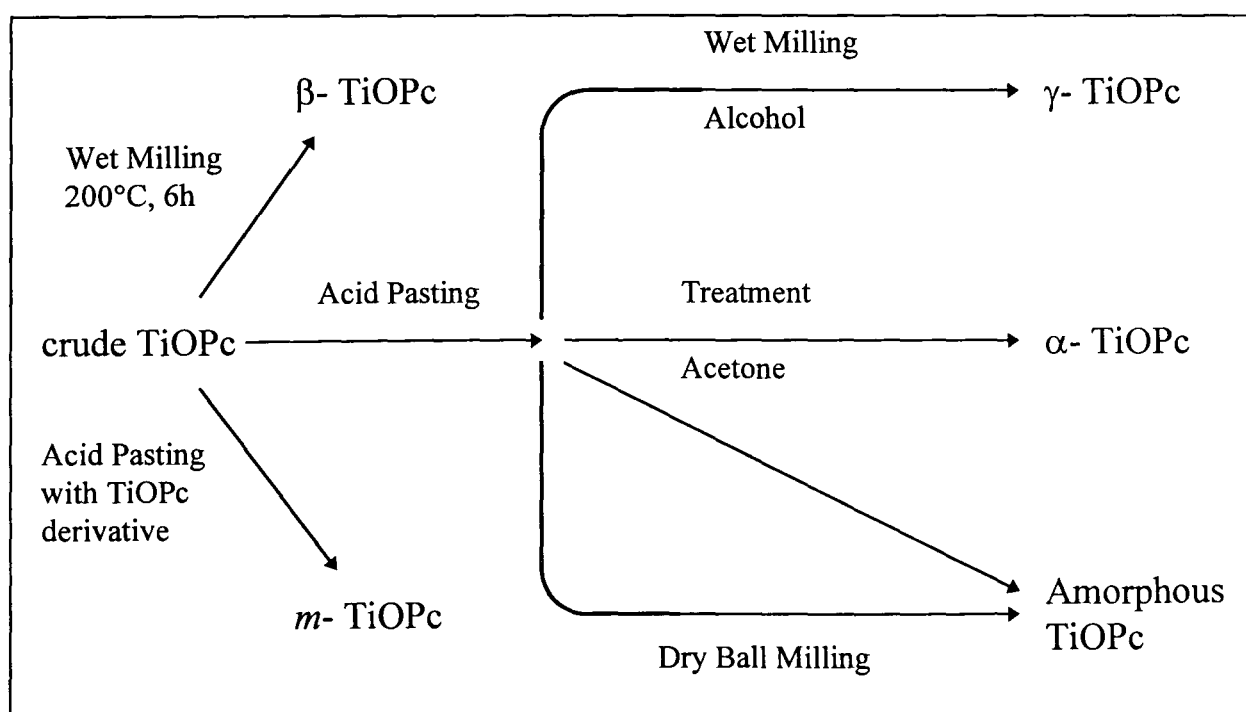 Wet Milling
β- TiOPc
γ- TiOPc
Alcohol
Wet Milling
200°C, 6h
Acid Pasting
Treatment
crude TiOPc
α- TiOPc
Acetone
Acid Pasting
with TiOPc
derivative
Amorphous
TiOPc
m- TiOPc
Dry Ball Milling